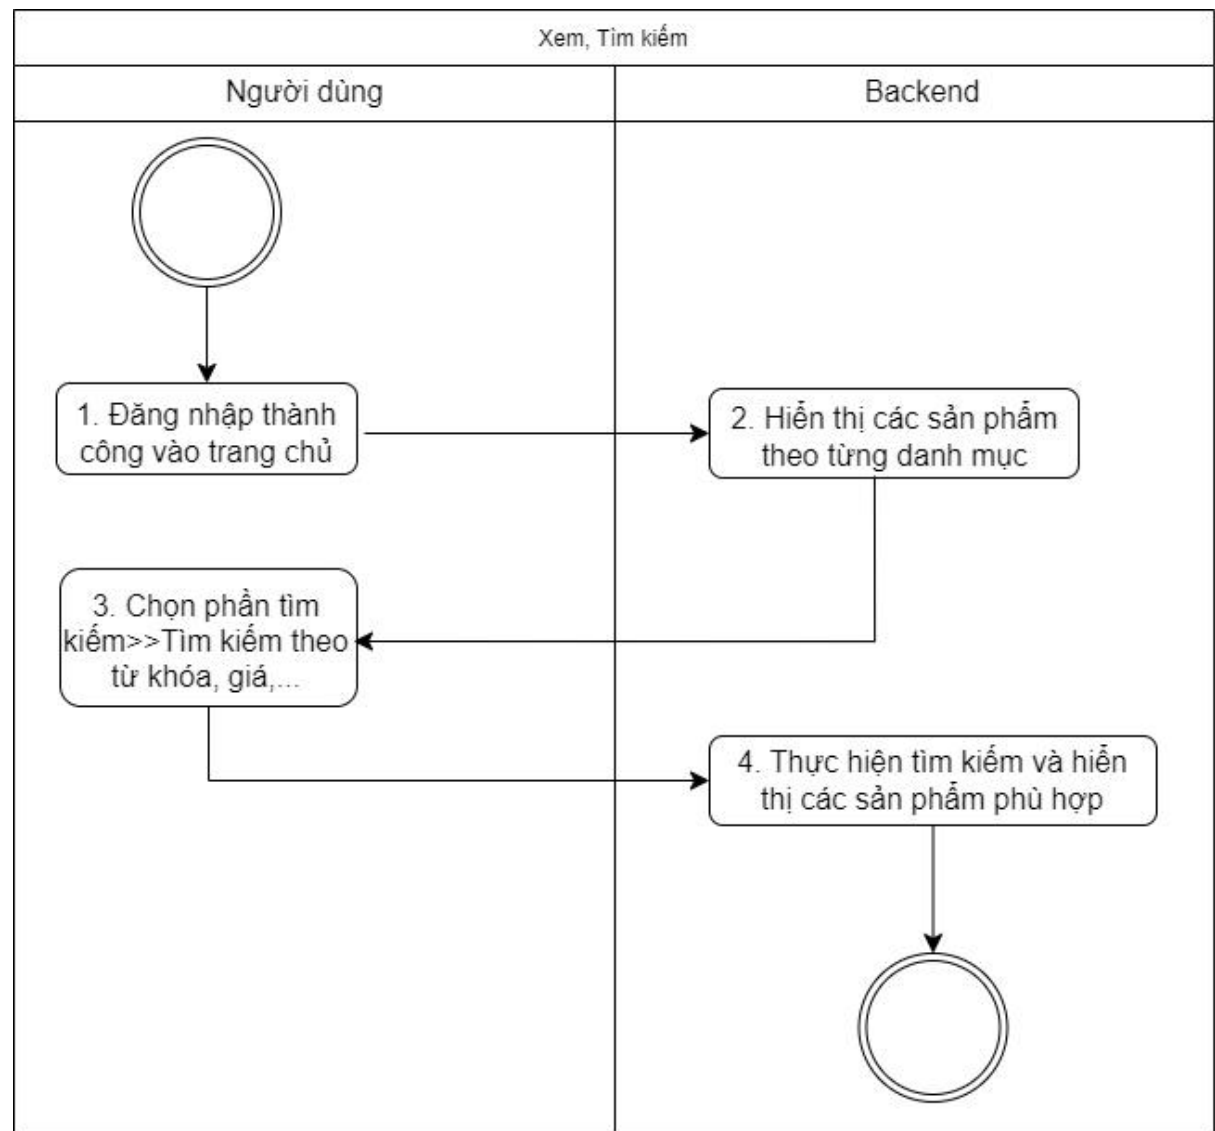 Xem, Tìm kiếm
Người dùng
Backend
1. Đăng nhập thành
công vào trang chủ
2. Hiển thị các sản phẩm
theo từng danh mục
3. Chọn phần tìm
kiếm>>Tìm kiếm theo
từ khóa, giá,...
4. Thực hiện tìm kiếm và hiển
thị các sản phẩm phù hợp